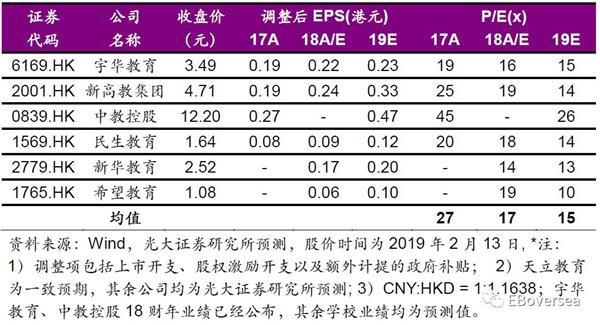 证券 公司 收盘价 调整后 EPS(港元) P/E(x)
代码 名称 (元) 17A 18A/E 19E 17A 18A/E 19E
6169.HK 宇华教育 3.49 0.19 0.22 0.23 19 16 15
2001.HK 新高教集团 4.71 0.19 0.24 0.33 25 19 14
0839.HK 中教控股 12.20 0.27 - 0.47 45 - 26
1569.HK 民生教育 1.64 0.08 0.09 0.12 20 18 14
2779.HK 新华教育 2.52 - 0.17 0.20 - 14 13
1765.HK 希望教育 1.08 - 0.06 0.10 - 19 10
均值 27 17 15
资料来源：Wind，光大证券研究所预测，股价时间为 2019 年 2 月 13 日, *注：
1）调整项包括上市开支、股权激励开支以及额外计提的政府补贴； 2）天立教育
为一致预期，其余公司均为光大证券研究所预测; 3）CNY:HKD = 1:1.1638；宇华
教育、中教控股 18 财年业绩已经公布，其余学校业绩均为预测值。
EBoversea